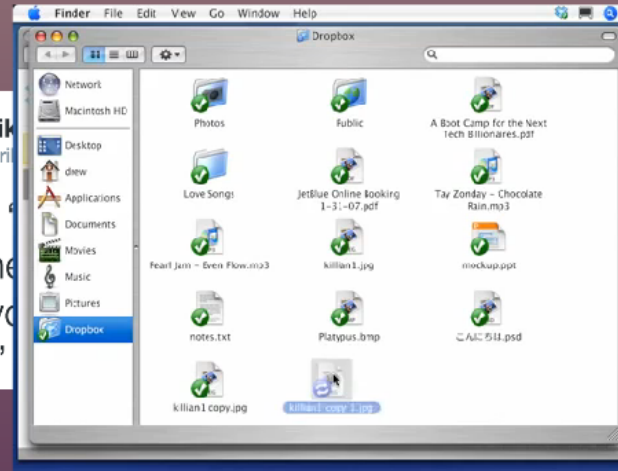 Finder File Edit View Go Window Help
Dropbox
Network
Macintosh HD
Desktop
drew
Applications
Documents
Movies
Music
Pictures
Dropbox
Photos
Public
A Boot Camp for the Next
Tech Billionaires.pdf
Love Songs
JetBlue Online Booking
1-31-07.pdf
Tay Zonday - Chocolate
Rain.mp3
Pearl Jam - Even Flow.mp3
killian1.jpg
mockup.ppt
notes.txt
Platypus.bmp
こんにちは.psd
killian1 copy.jpg
killian1 copy 1.jpg